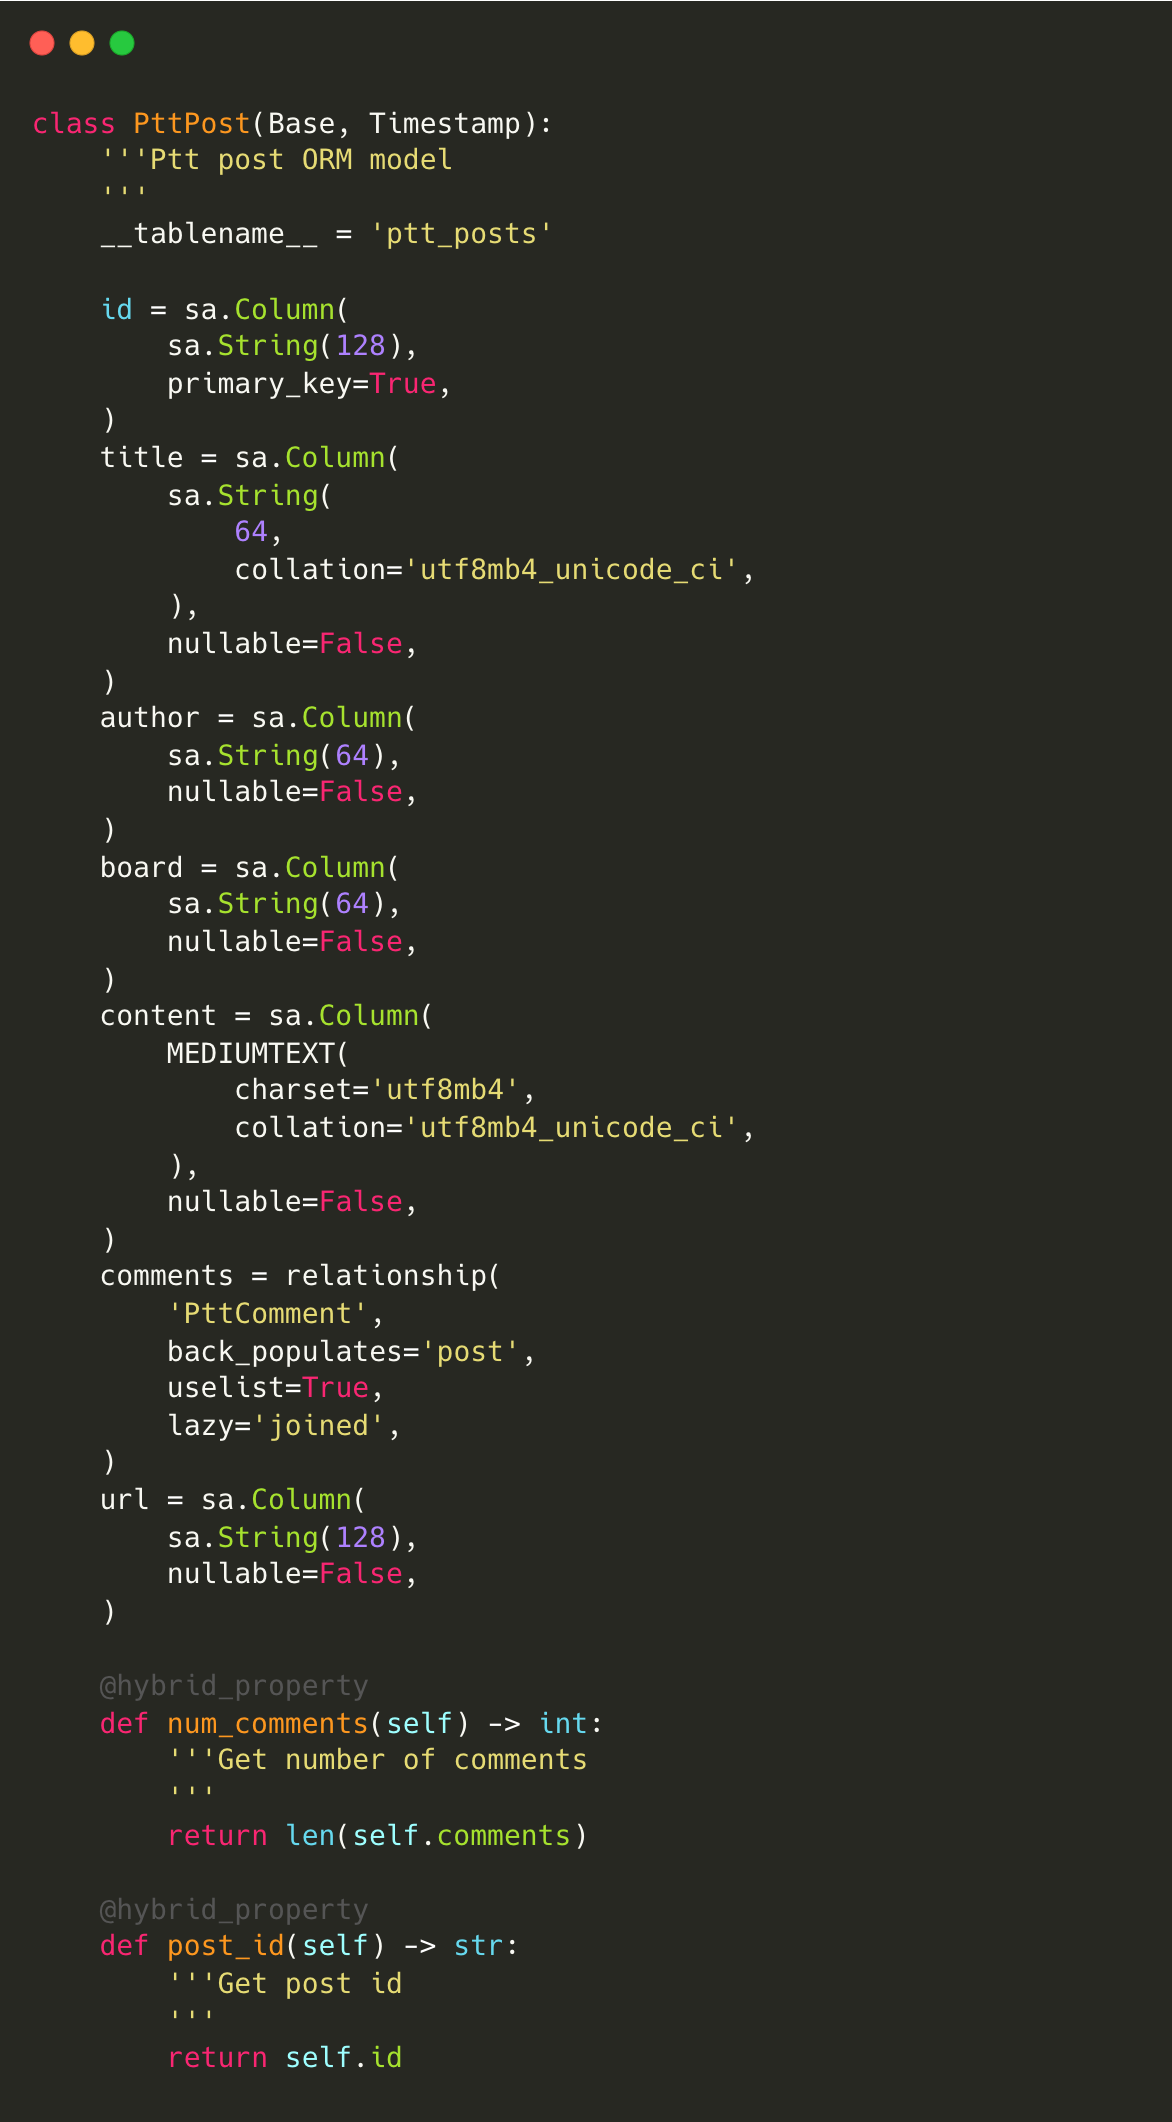 class PttPost(Base, Timestamp):
    '''Ptt post ORM model
    '''
    __tablename__ = 'ptt_posts'

    id = sa.Column(
        sa.String(128),
        primary_key=True,
    )
    title = sa.Column(
        sa.String(
            64,
            collation='utf8mb4_unicode_ci',
        ),
        nullable=False,
    )
    author = sa.Column(
        sa.String(64),
        nullable=False,
    )
    board = sa.Column(
        sa.String(64),
        nullable=False,
    )
    content = sa.Column(
        MEDIUMTEXT(
            charset='utf8mb4',
            collation='utf8mb4_unicode_ci',
        ),
        nullable=False,
    )
    comments = relationship(
        'PttComment',
        back_populates='post',
        uselist=True,
        lazy='joined',
    )
    url = sa.Column(
        sa.String(128),
        nullable=False,
    )

    @hybrid_property
    def num_comments(self) -> int:
        '''Get number of comments
        '''
        return len(self.comments)

    @hybrid_property
    def post_id(self) -> str:
        '''Get post id
        '''
        return self.id